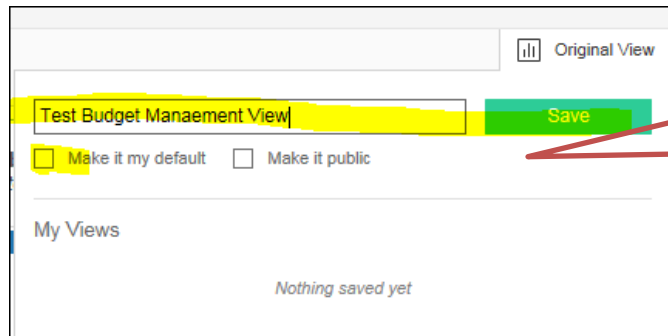 Original View
Test Budget Manaement View
Save
Make it my default
Make it public
My Views
Nothing saved yet